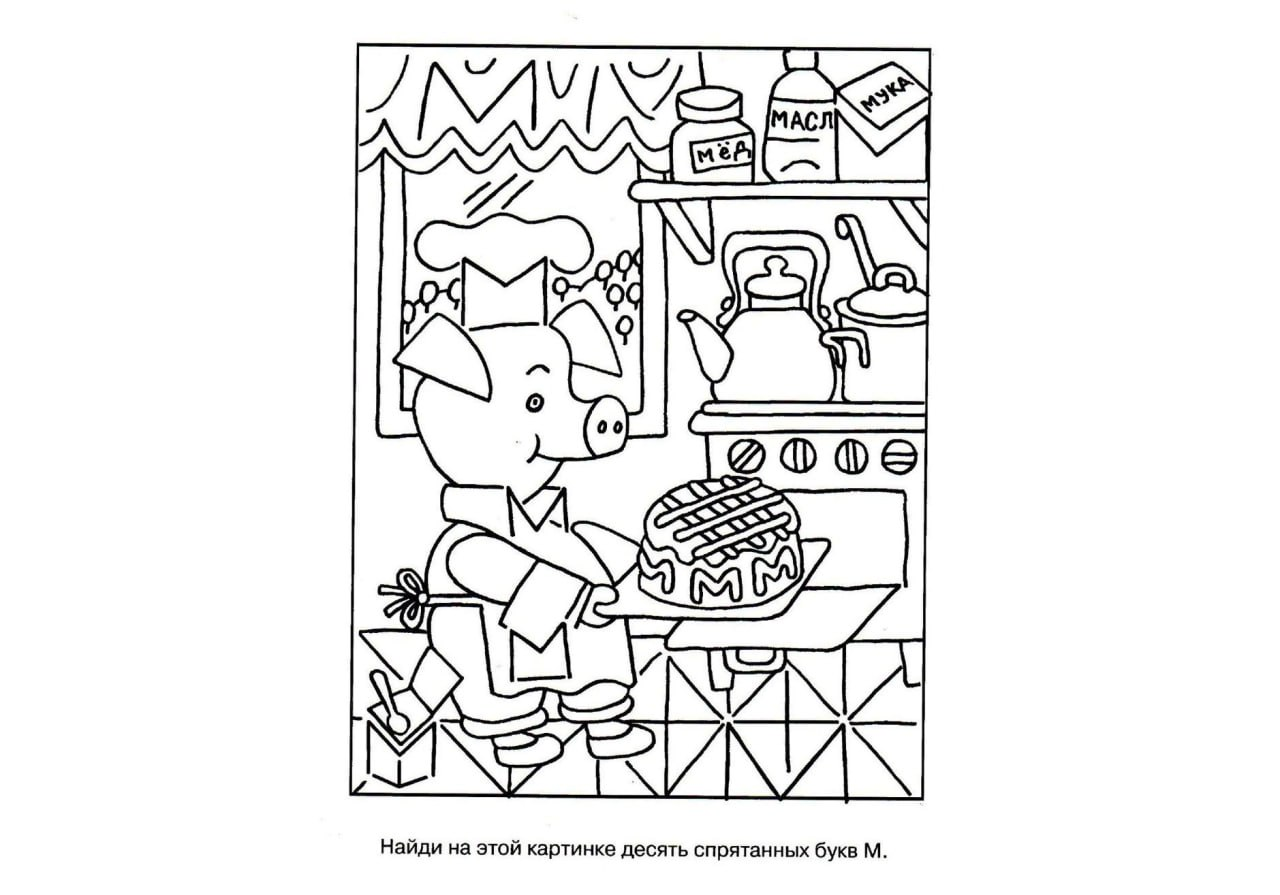 МУКА
МАСЛ
МЁД
М М М
Найди на этой картинке десять спрятанных букв М.